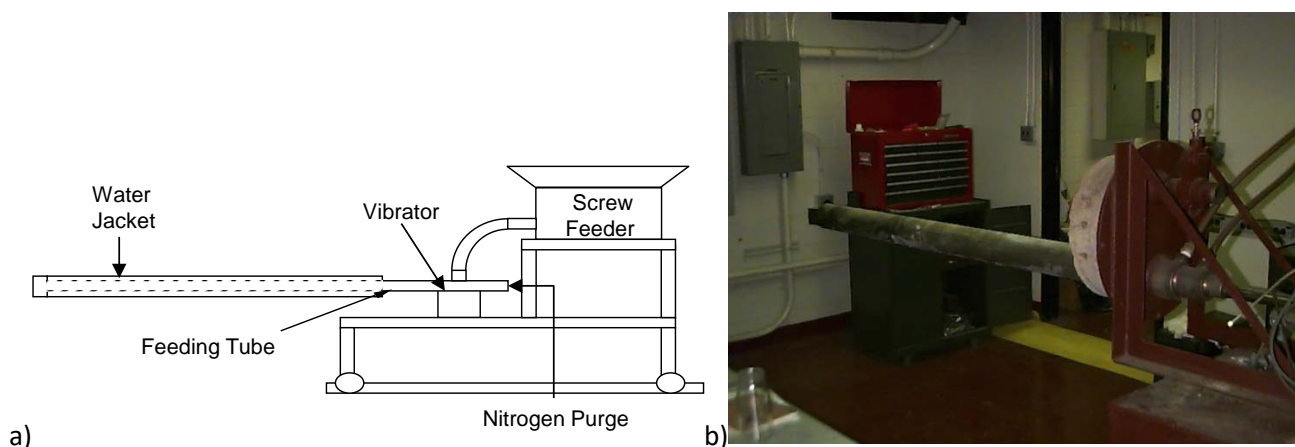 Water
Jacket
Vibrator
Screw
Feeder
Feeding Tube
Nitrogen Purge
a)
b)